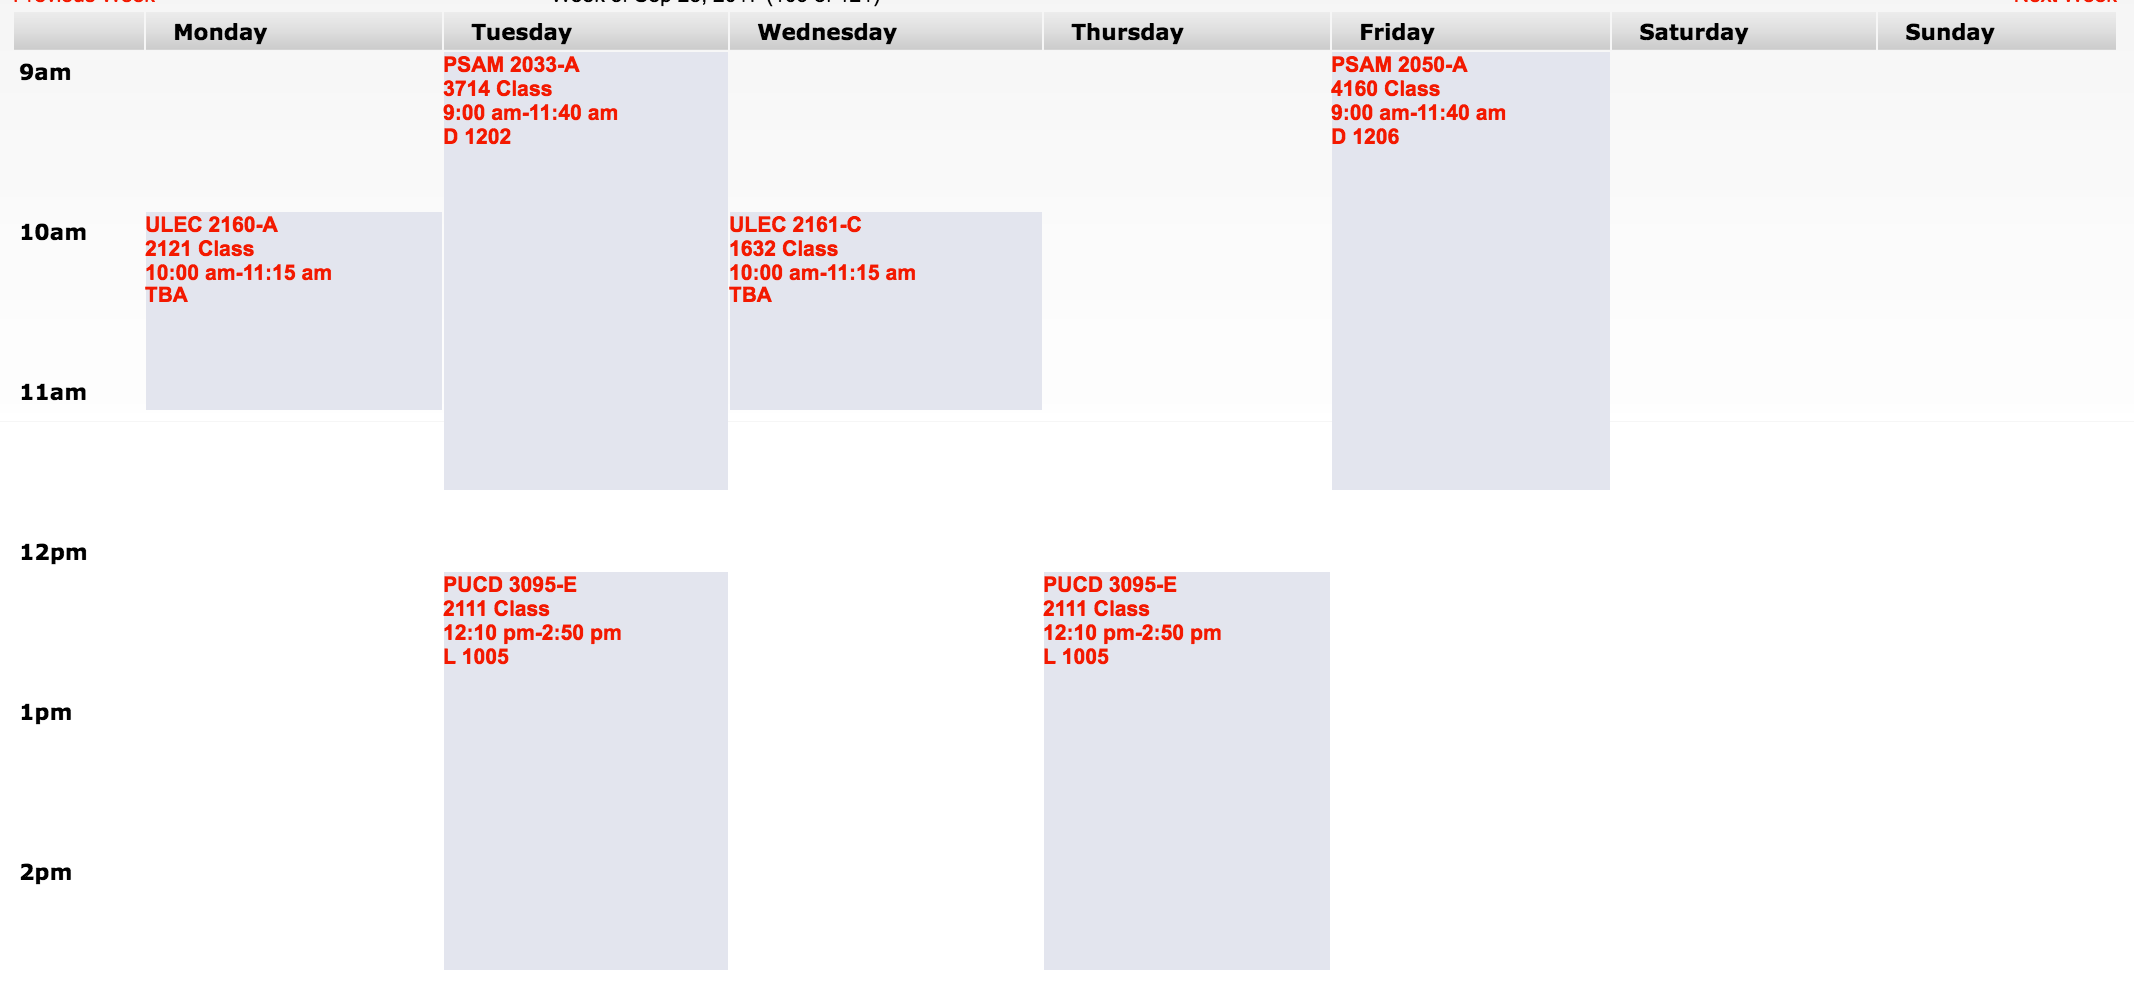 Monday Tuesday Wednesday Thursday Friday Saturday Sunday
9am
PSAM 2033-A
3714 Class
9:00 am-11:40 am
D 1202
PSAM 2050-A
4160 Class
9:00 am-11:40 am
D 1206
10am
ULEC 2160-A
2121 Class
10:00 am-11:15 am
TBA
ULEC 2161-C
1632 Class
10:00 am-11:15 am
TBA
11am
12pm
PUCD 3095-E
2111 Class
12:10 pm-2:50 pm
L 1005
PUCD 3095-E
2111 Class
12:10 pm-2:50 pm
L 1005
1pm
2pm